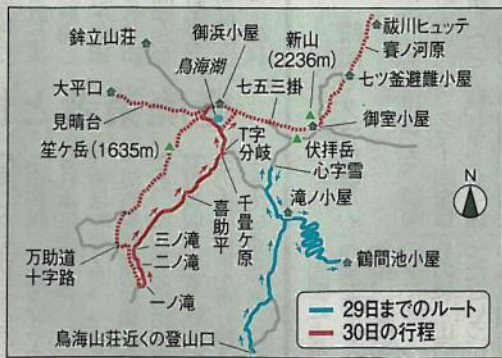 祓川ヒュッテ
賽ノ河原
七ツ釜避難小屋
新山
(2236m)
御浜小屋
鉾立山荘
鳥海湖
大平口
七五三掛
御室小屋
見晴台
伏拝岳
笙ケ岳(1635m)
T字
分岐
心字雪
千畳ケ原
滝ノ小屋
喜助平
鶴間池小屋
万助道
十字路
三ノ滝
二ノ滝
一ノ滝
鳥海山荘近くの登山口
N
29日までのルート
30日の行程